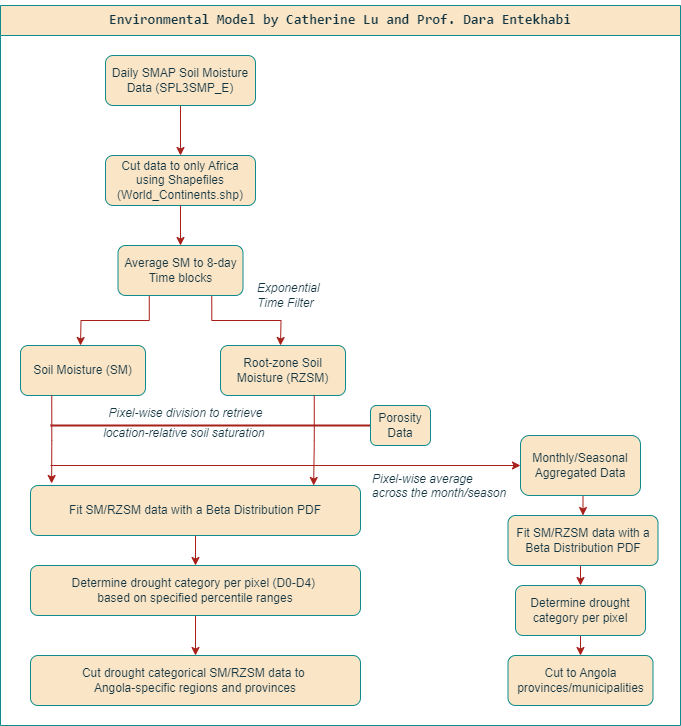 Environmental Model by Catherine Lu and Prof. Dara Entekhabi
Daily SMAP Soil Moisture
Data (SPL3SMP_E)
Cut data to only Africa
using Shapefiles
(World_Continents.shp)
Average SM to 8-day
Time blocks
Exponential
Time Filter
Soil Moisture (SM)
Root-zone Soil
Moisture (RZSM)
Pixel-wise division to retrieve
location-relative soil saturation
Porosity
Data
Pixel-wise average
across the month/season
Monthly/Seasonal
Aggregated Data
Fit SM/RZSM data with a Beta Distribution PDF
Fit SM/RZSM data with a
Beta Distribution PDF
Determine drought category per pixel (D0-D4)
based on specified percentile ranges
Determine drought
category per pixel
Cut drought categorical SM/RZSM data to
Angola-specific regions and provinces
Cut to Angola
provinces/municipalities